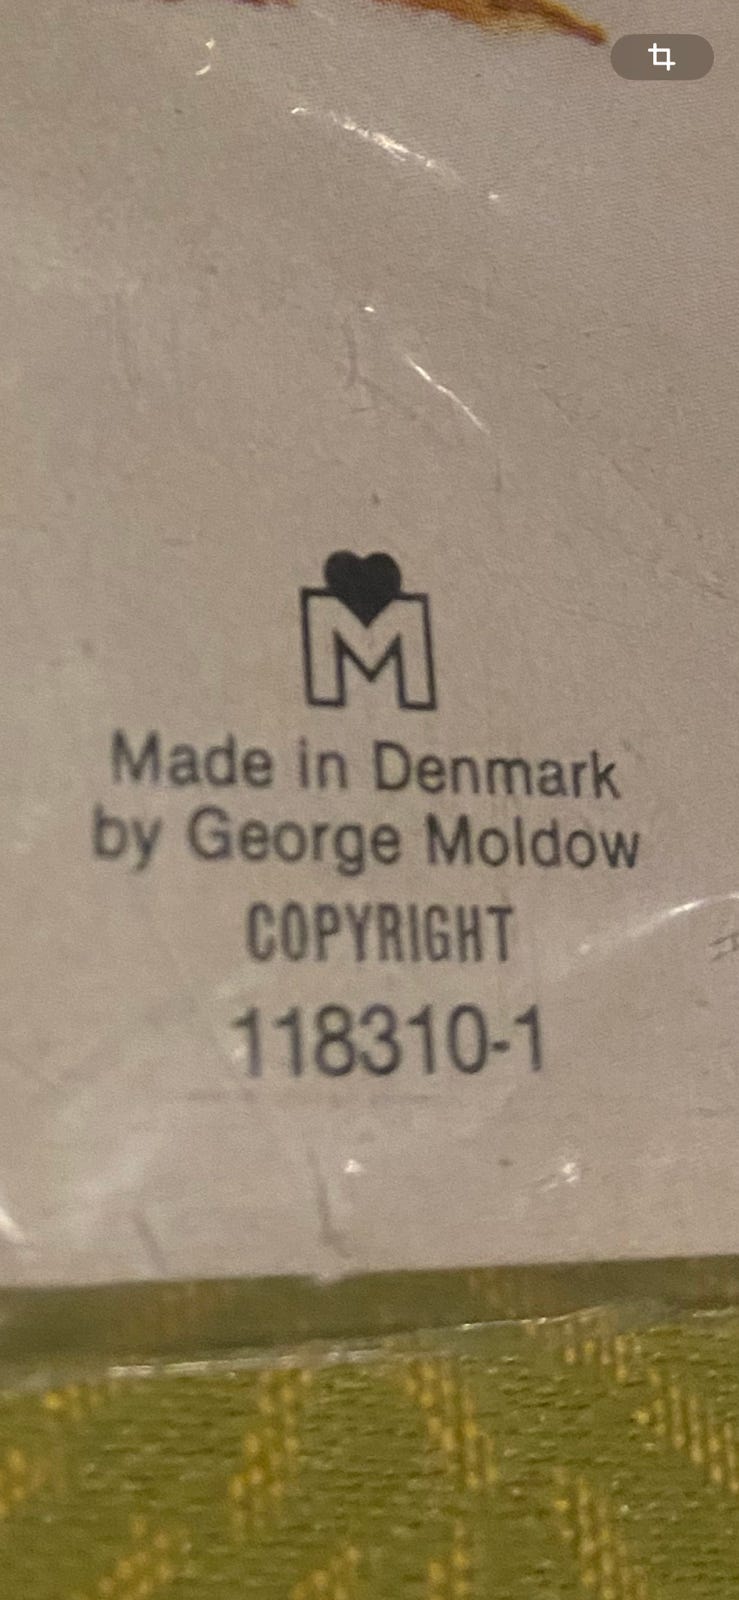 M
Made in Denmark
by George Moldow
COPYRIGHT
118310-1